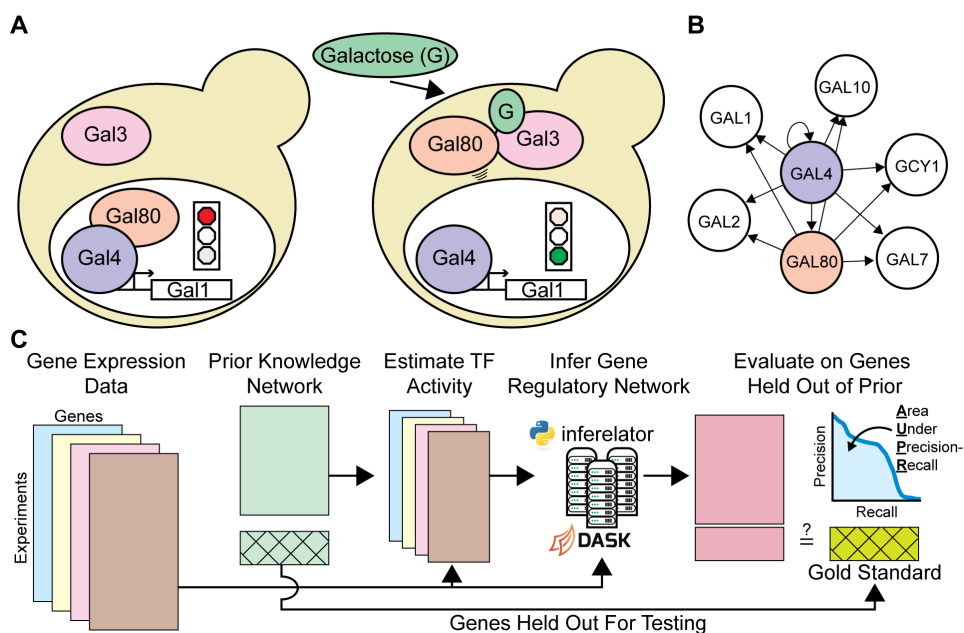 A
Galactose (G)
Gal3
Gal80
Gal4
Gal1
G
Gal80
Gal3
Gal4
Gal1
B
GAL10
GAL1
GAL4
GCY1
GAL2
GAL80
GAL7
C
Gene Expression
Data
Prior Knowledge
Network
Estimate TF
Activity
Infer Gene
Regulatory Network
Evaluate on Genes
Held Out of Prior
Genes
Experiments
inferelator
DASK
Precision
Area
Under
Precision-
Recall
Recall
?
=
Gold Standard
Genes Held Out For Testing